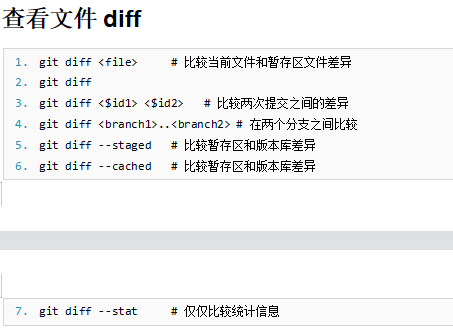 查看文件 diff
1. git diff <file>     # 比较当前文件和暂存区文件差异
2. git diff
3. git diff <$id1> <$id2>   # 比较两次提交之间的差异
4. git diff <branch1>..<branch2> # 在两个分支之间比较
5. git diff --staged   # 比较暂存区和版本库差异
6. git diff --cached   # 比较暂存区和版本库差异
7. git diff --stat     # 仅仅比较统计信息